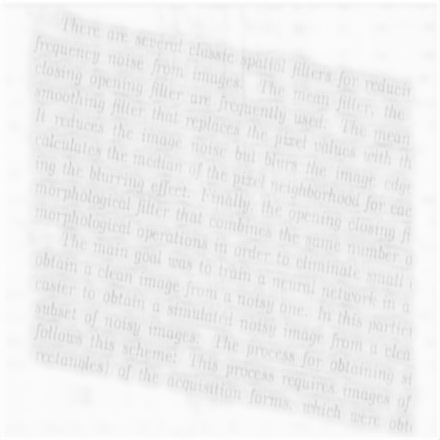 There are several classic spatial filters for reducin
frequency noise from images. The mean filter, the
closing opening filter are frequently used. The mean
smoothing filter that replaces the pixel values with th
It reduces the image noise but blurs the image edge
calculates the median of the pixel neighborhood for eac
ing the blurring effect. Finally, the opening closing fi
morphological filter that combines the same number o
morphological operations in order to eliminate small
The main goal was to train a neural network in a
obtain a clean image from a noisy one. In this partic
easier to obtain a simulated noisy image from a clea
subset of noisy images. The process for obtaining si
follows this scheme: This process requires images of
rectangles) of the acquisition forms, which were obt